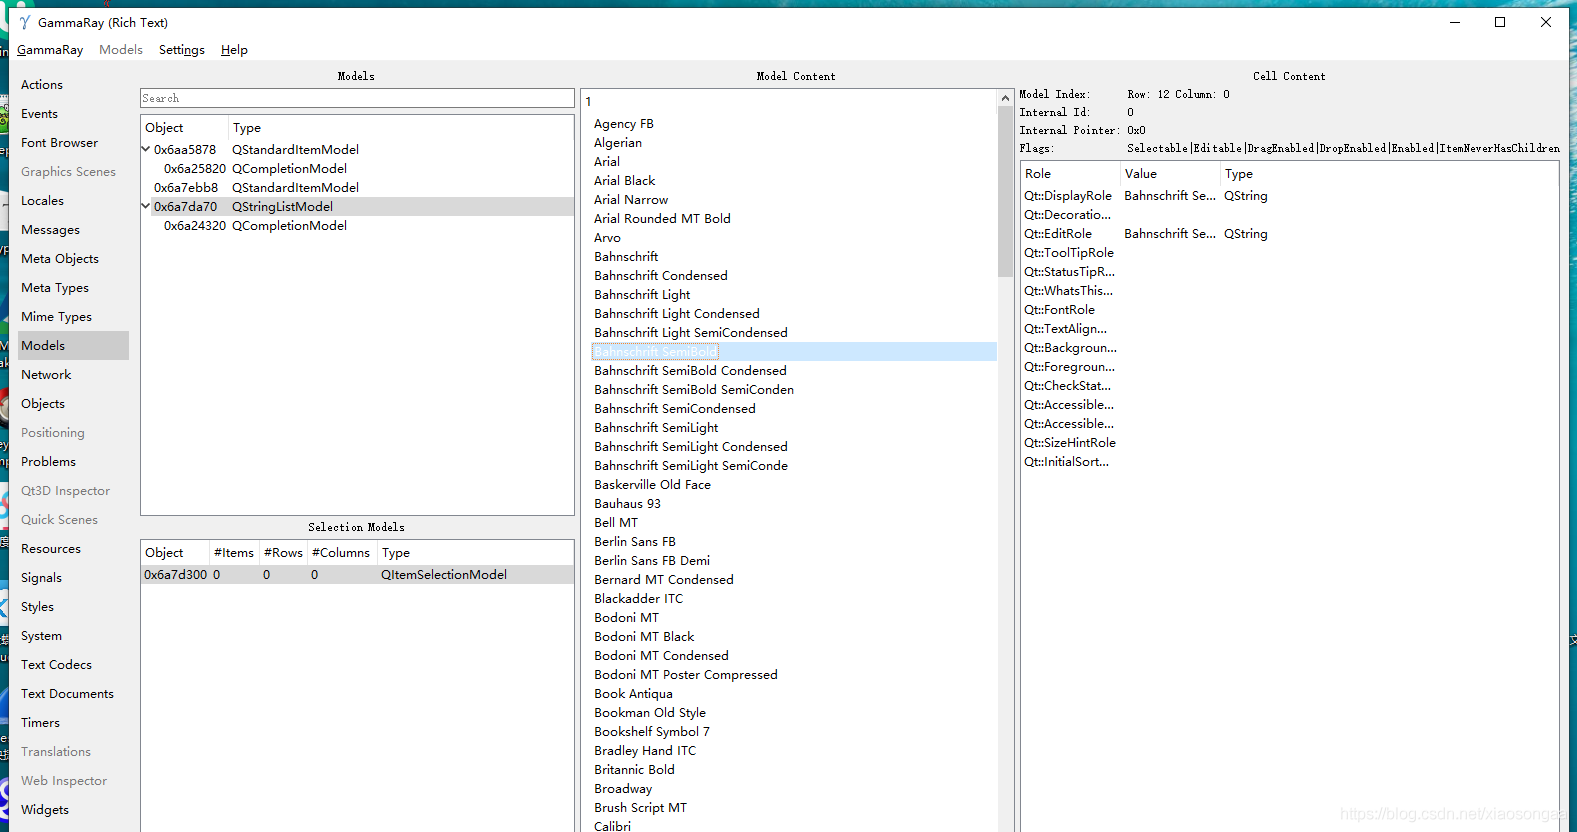 GammaRay (Rich Text)
GammaRay Models Settings Help
Actions
Events
Font Browser
Graphics Scenes
Locales
Messages
Meta Objects
Meta Types
Mime Types
Models
Network
Objects
Positioning
Problems
Qt3D Inspector
Quick Scenes
Resources
Signals
Styles
System
Text Codecs
Text Documents
Timers
Translations
Web Inspector
Widgets
Models
Search
Object Type
0x6aa5878 QStandardItemModel
0x6a25820 QCompletionModel
0x6a7ebb8 QStandardItemModel
0x6a7da70 QStringListModel
0x6a24320 QCompletionModel
Selection Models
Object #Items #Rows #Columns Type
0x6a7d300 0 0 0 QItemSelectionModel
Model Content
1
Agency FB
Algerian
Arial
Arial Black
Arial Narrow
Arial Rounded MT Bold
Arvo
Bahnschrift
Bahnschrift Condensed
Bahnschrift Light
Bahnschrift Light Condensed
Bahnschrift Light SemiCondensed
Bahnschrift SemiBold
Bahnschrift SemiBold Condensed
Bahnschrift SemiBold SemiConden
Bahnschrift SemiCondensed
Bahnschrift SemiLight
Bahnschrift SemiLight Condensed
Bahnschrift SemiLight SemiConde
Baskerville Old Face
Bauhaus 93
Bell MT
Berlin Sans FB
Berlin Sans FB Demi
Bernard MT Condensed
Blackadder ITC
Bodoni MT
Bodoni MT Black
Bodoni MT Condensed
Bodoni MT Poster Compressed
Book Antiqua
Bookman Old Style
Bookshelf Symbol 7
Bradley Hand ITC
Britannic Bold
Broadway
Brush Script MT
Calibri
Cell Content
Model Index: Row: 12 Column: 0
Internal Id: 0
Internal Pointer: 0x0
Flags: Selectable|Editable|DragEnabled|DropEnabled|Enabled|ItemNeverHasChildren
Role Value Type
Qt::DisplayRole Bahnschrift Se... QString
Qt::Decoratio...
Qt::EditRole Bahnschrift Se... QString
Qt::ToolTipRole
Qt::StatusTipR...
Qt::WhatsThis...
Qt::FontRole
Qt::TextAlign...
Qt::Backgroun...
Qt::Foregroun...
Qt::CheckStat...
Qt::Accessible...
Qt::Accessible...
Qt::SizeHintRole
Qt::InitialSort...
https://blog.csdn.net/xiaosongaa